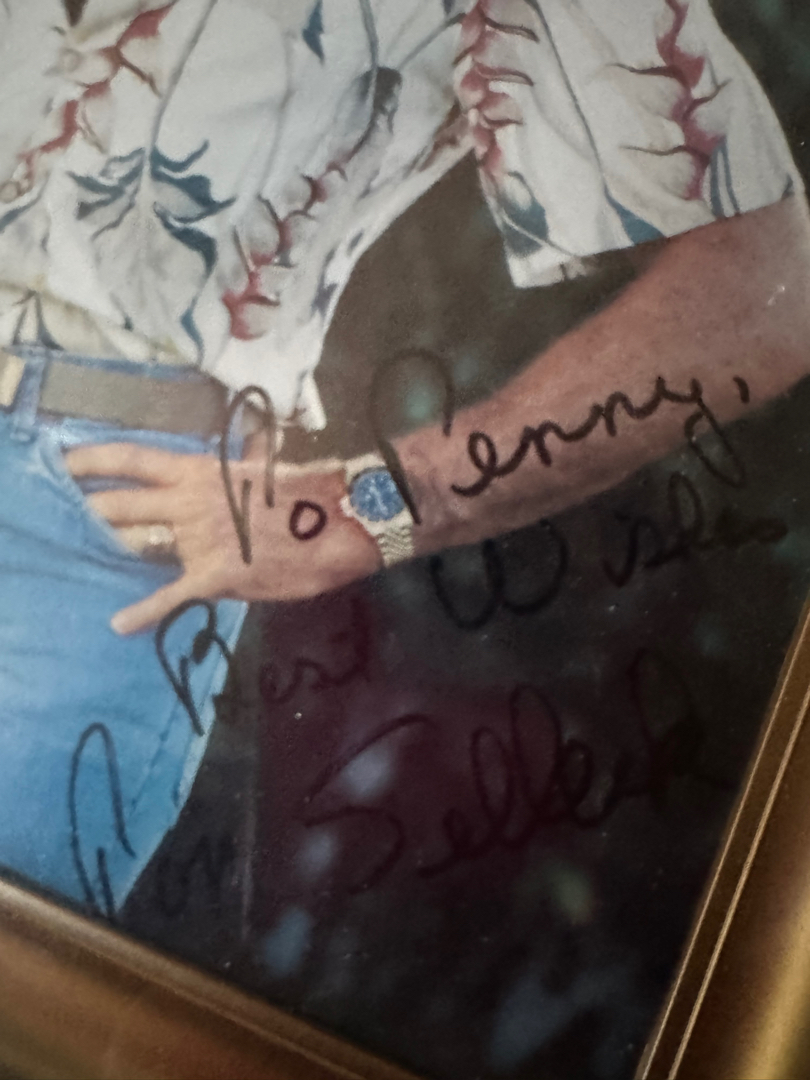 To Penny,
Best Wishes
Tom Selleck